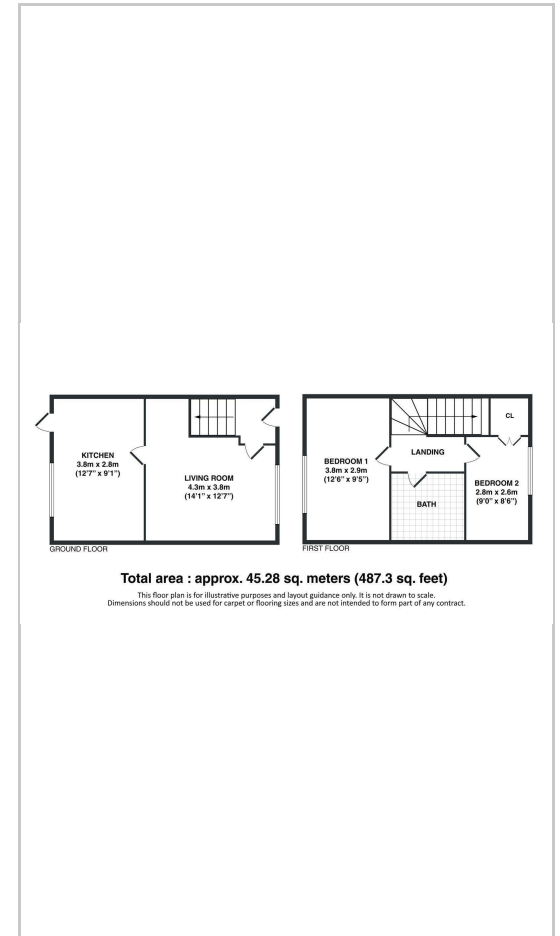 KITCHEN
3.8m x 2.8m
(12'7" x 9'1")
LIVING ROOM
4.3m x 3.8m
(14'1" x 12'7")
GROUND FLOOR
BEDROOM 1
3.8m x 2.9m
(12'6" x 9'5")
LANDING
BATH
CL
BEDROOM 2
2.8m x 2.6m
(9'0" x 8'6")
FIRST FLOOR
Total area : approx. 45.28 sq. meters (487.3 sq. feet)
This floor plan is for illustrative purposes and layout guidance only. It is not drawn to scale.
Dimensions should not be used for carpet or flooring sizes and are not intended to form part of any contract.